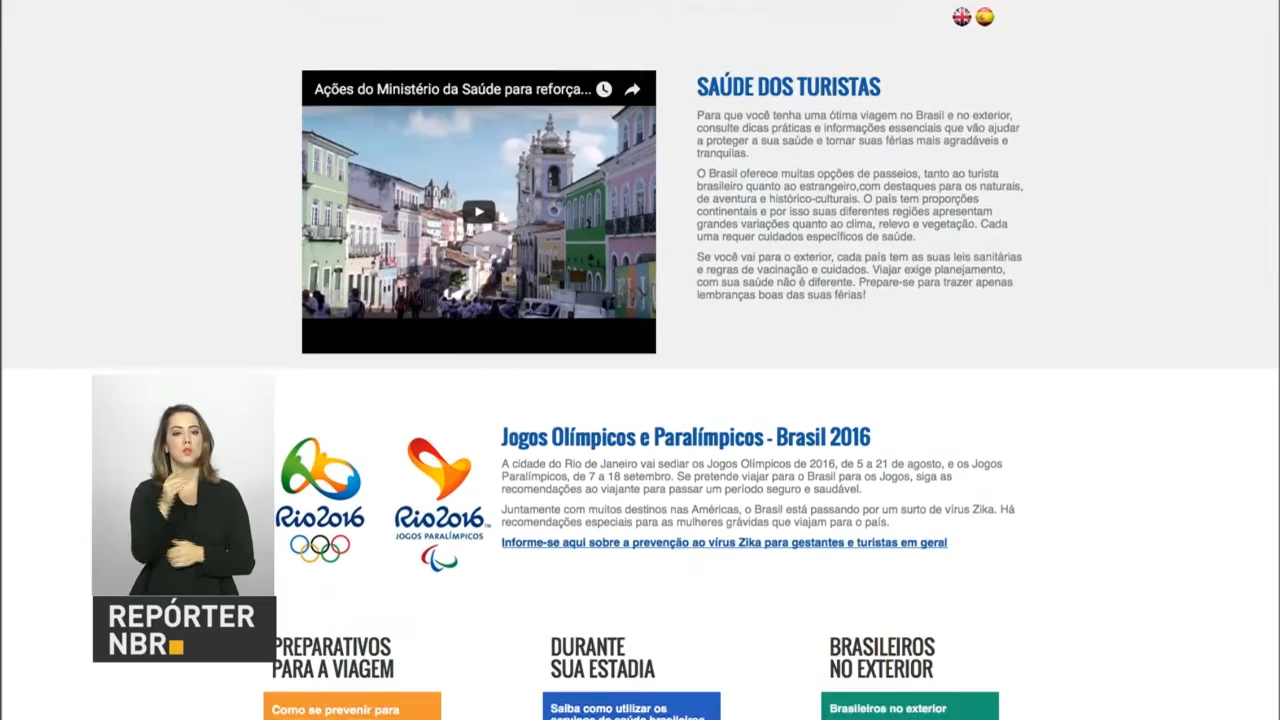 Ações do Ministério da Saúde para reforça...
SAÚDE DOS TURISTAS
Para que você tenha uma ótima viagem no Brasil e no exterior,
consulte dicas práticas e informações essenciais que vão ajudar
a proteger a sua saúde e tornar suas férias mais agradáveis e
tranquilas.
O Brasil oferece muitas opções de passeios, tanto ao turista
brasileiro quanto ao estrangeiro,com destaques para os naturais,
de aventura e histórico-culturais. O país tem proporções
continentais e por isso suas diferentes regiões apresentam
grandes variações quanto ao clima, relevo e vegetação. Cada
uma requer cuidados específicos de saúde.
Se você vai para o exterior, cada país tem as suas leis sanitárias
e regras de vacinação e cuidados. Viajar exige planejamento,
com sua saúde não é diferente. Prepare-se para trazer apenas
lembranças boas das suas férias!
Rio2016
Rio2016™
JOGOS PARALÍMPICOS
Jogos Olímpicos e Paralímpicos - Brasil 2016
A cidade do Rio de Janeiro vai sediar os Jogos Olímpicos de 2016, de 5 a 21 de agosto, e os Jogos
Paralímpicos, de 7 a 18 setembro. Se pretende viajar para o Brasil para os Jogos, siga as
recomendações ao viajante para passar um período seguro e saudável.
Juntamente com muitos destinos nas Américas, o Brasil está passando por um surto de vírus Zika. Há
recomendações especiais para as mulheres grávidas que viajam para o país.
Informe-se aqui sobre a prevenção ao vírus Zika para gestantes e turistas em geral
REPÓRTER
NBR
PREPARATIVOS
PARA A VIAGEM
Como se prevenir para
DURANTE
SUA ESTADIA
Saiba como utilizar os
serviços de saúde brasileiros
BRASILEIROS
NO EXTERIOR
Brasileiros no exterior